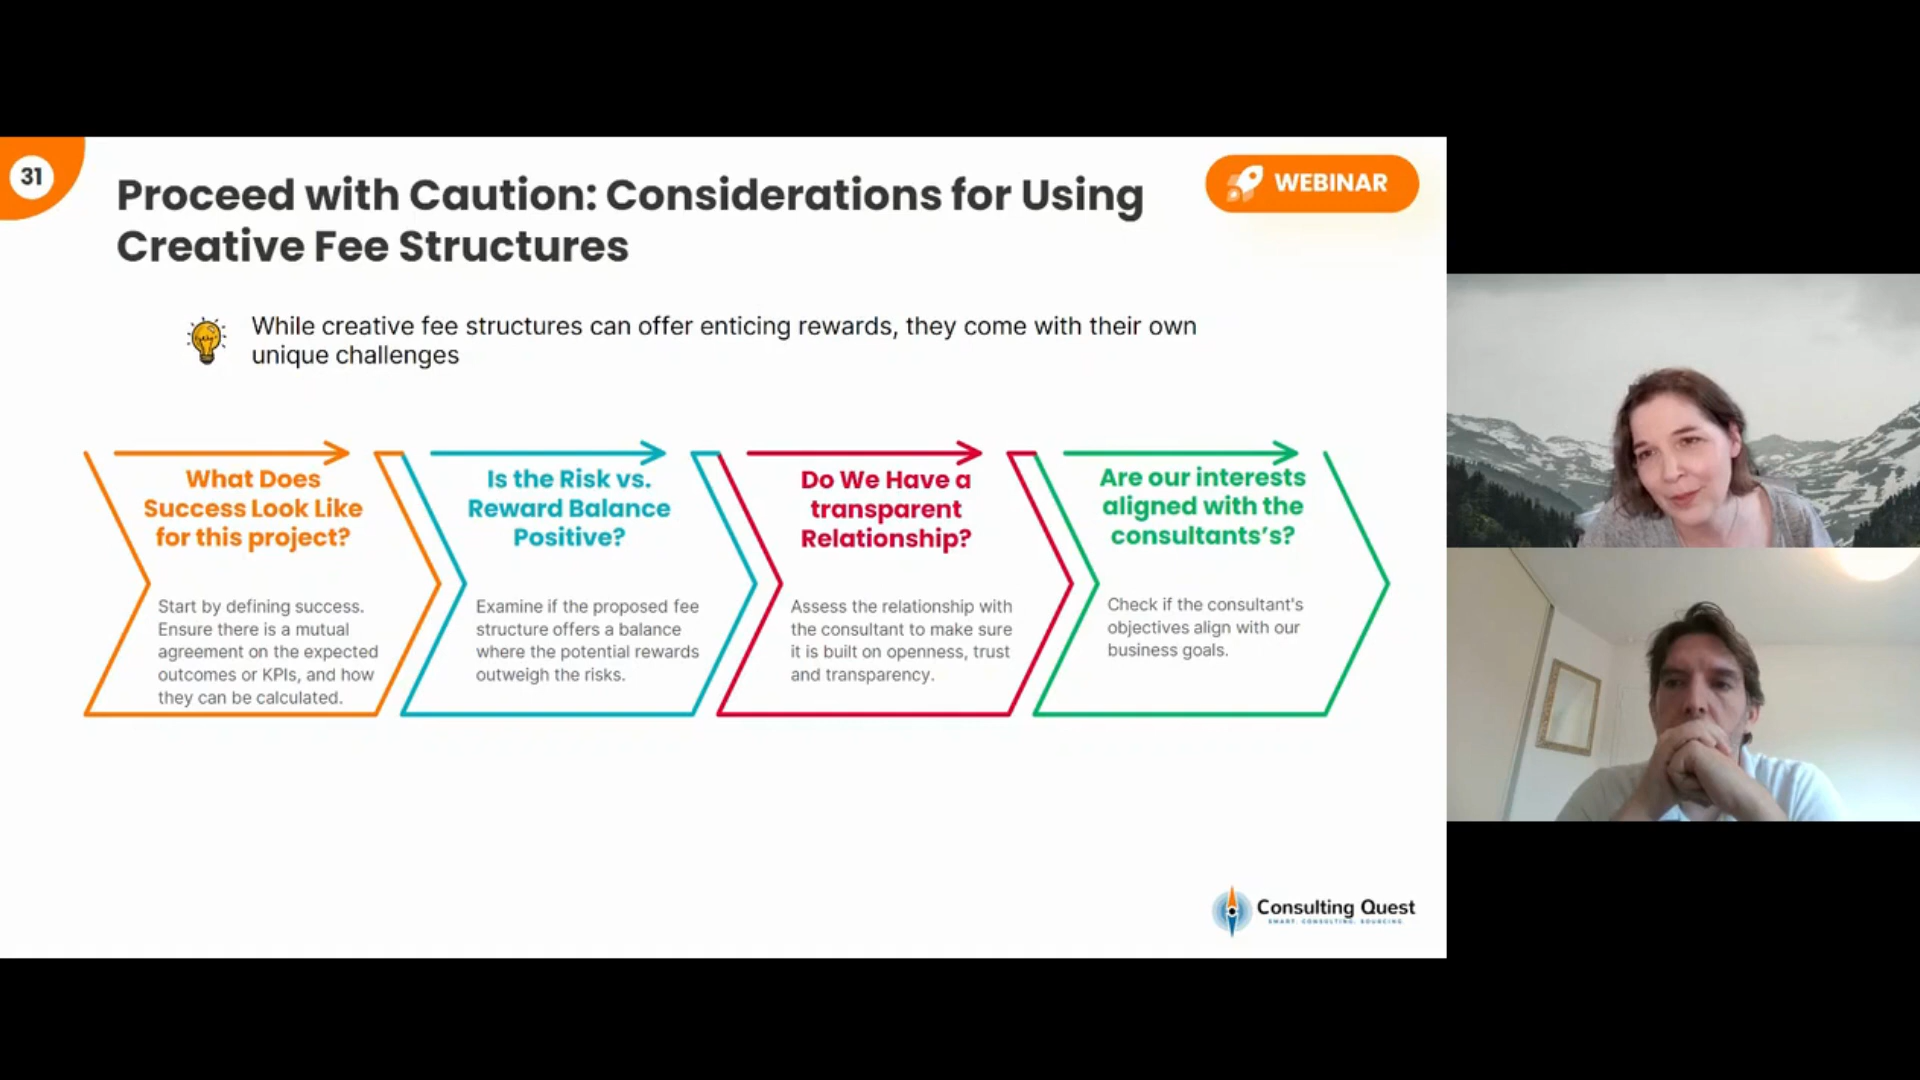 31
Proceed with Caution: Considerations for Using
Creative Fee Structures
WEBINAR
While creative fee structures can offer enticing rewards, they come with their own
unique challenges
What Does
Success Look Like
for this project?
Start by defining success.
Ensure there is a mutual
agreement on the expected
outcomes or KPIs, and how
they can be calculated.
Is the Risk vs.
Reward Balance
Positive?
Examine if the proposed fee
structure offers a balance
where the potential rewards
outweigh the risks.
Do We Have a
transparent
Relationship?
Assess the relationship with
the consultant to make sure
it is built on openness, trust
and transparency.
Are our interests
aligned with the
consultants's?
Check if the consultant's
objectives align with our
business goals.
Consulting Quest
SMART. CONSULTING. SOURCING